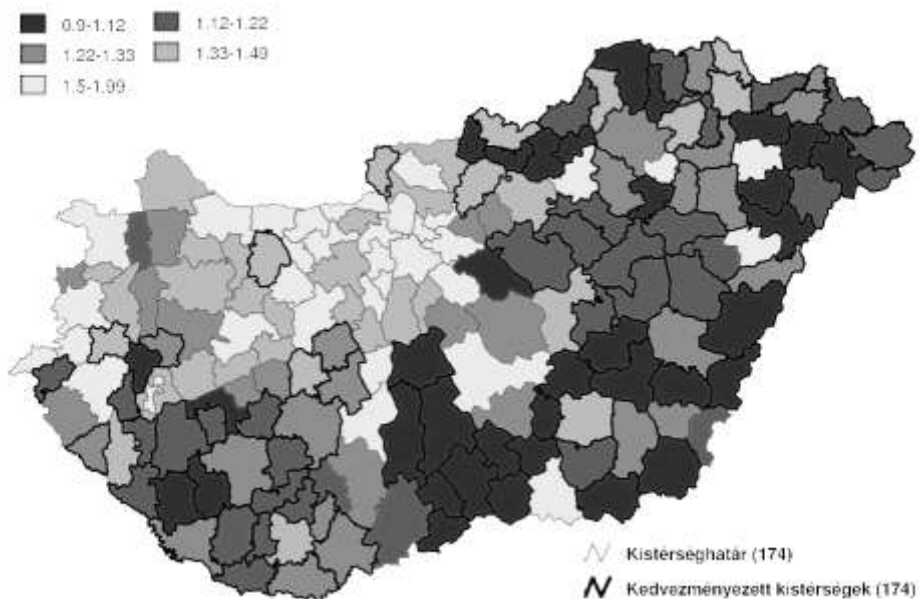 0.9-1.12
1.12-1.22
1.22-1.33
1.33-1.49
1.5-1.99
Kistérséghatár (174)
Kedvezményezett kistérségek (174)